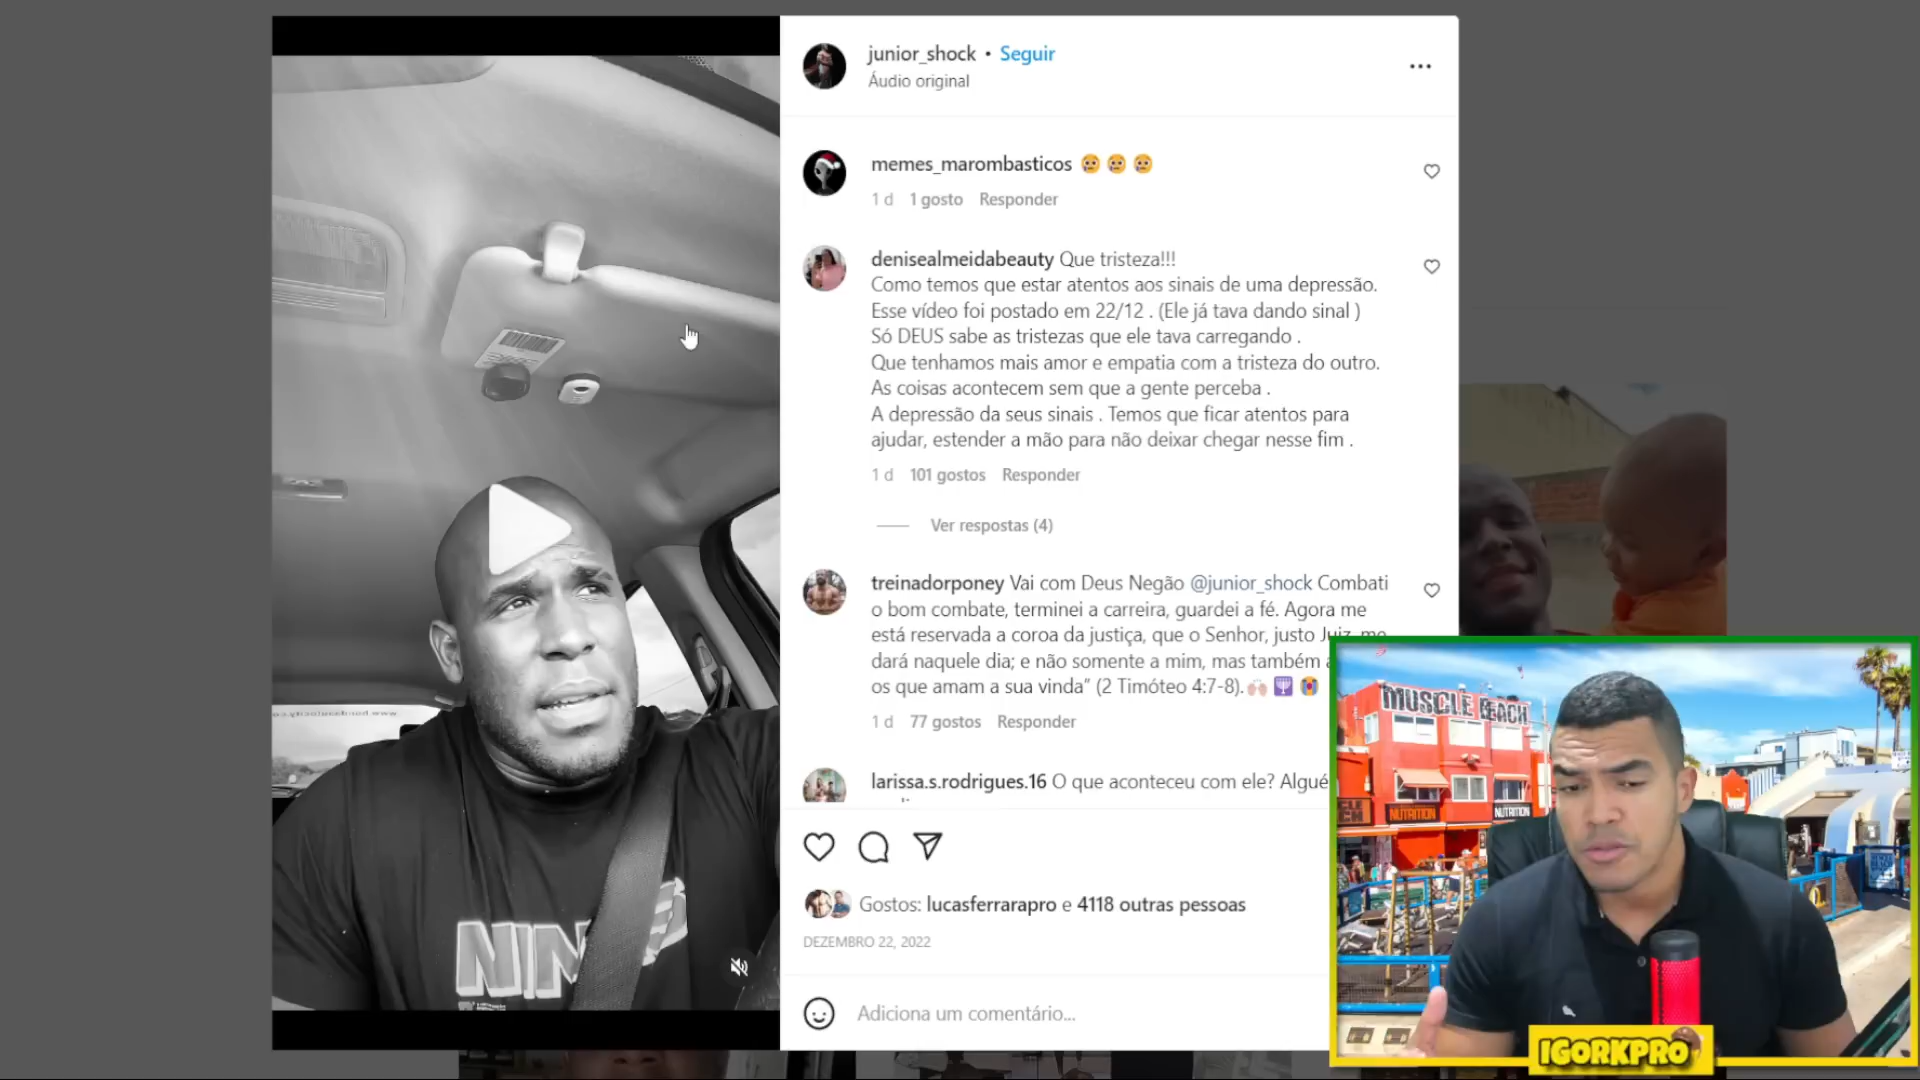 junior_shock • Seguir
Áudio original
memes_marombasticos 😢😢😢
1 d 1 gosto Responder
denisealmeidabeauty Que tristeza!!!
Como temos que estar atentos aos sinais de uma depressão.
Esse vídeo foi postado em 22/12 . (Ele já tava dando sinal )
Só DEUS sabe as tristezas que ele tava carregando .
Que tenhamos mais amor e empatia com a tristeza do outro.
As coisas acontecem sem que a gente perceba .
A depressão da seus sinais . Temos que ficar atentos para
ajudar, estender a mão para não deixar chegar nesse fim .
1 d 101 gostos Responder
Ver respostas (4)
treinadorponey Vai com Deus Negão @junior_shock Combati
o bom combate, terminei a carreira, guardei a fé. Agora me
está reservada a coroa da justiça, que o Senhor, justo Juiz, me
dará naquele dia; e não somente a mim, mas também
os que amam a sua vinda” (2 Timóteo 4:7-8).🙌🏻🕎😭
1 d 77 gostos Responder
larissa.s.rodrigues.16 O que aconteceu com ele? Algué
Gostos: lucasferrarapro e 4118 outras pessoas
DEZEMBRO 22, 2022
Adiciona um comentário...
MUSCLE BEACH
NUTRITION
NUTRITION
IGORKPRO